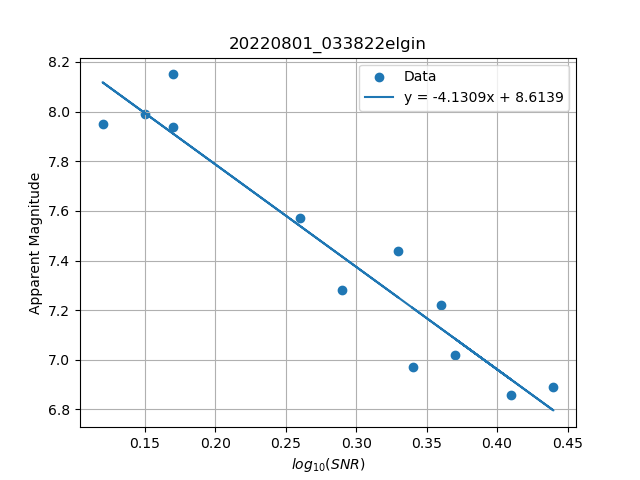 20220801_033822elgin
Data
y = -4.1309x + 8.6139
Apparent Magnitude
8.2
8.0
7.8
7.6
7.4
7.2
7.0
6.8
0.15 0.20 0.25 0.30 0.35 0.40 0.45
log10(SNR)